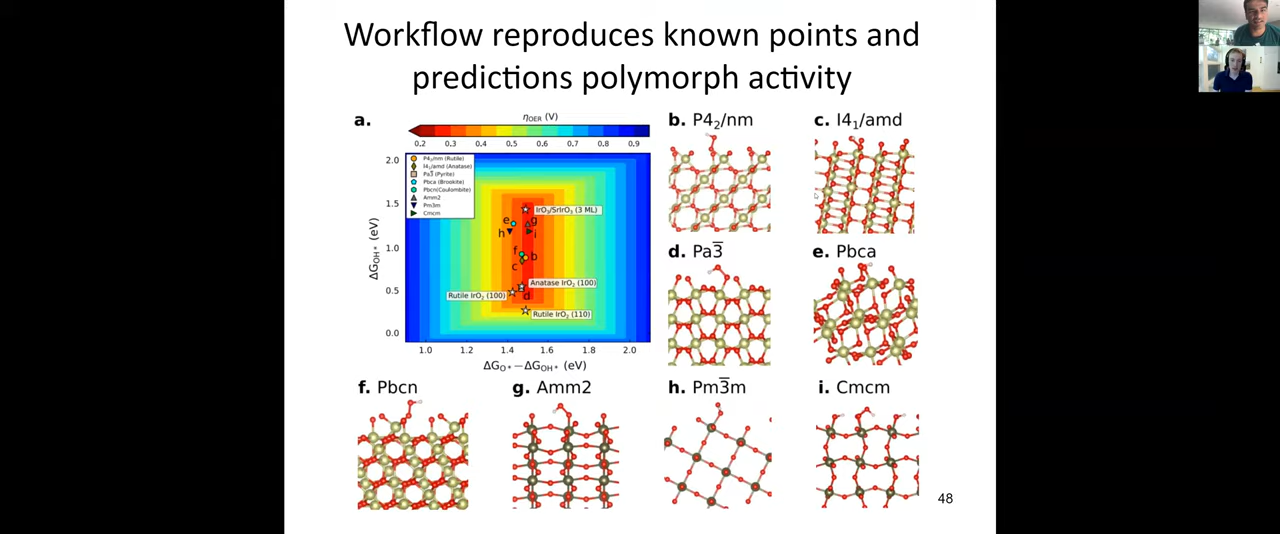 Workflow reproduces known points and
predictions polymorph activity
a.
ηOER (V)
0.2 0.3 0.4 0.5 0.6 0.7 0.8 0.9
P4₂/nm (Rutile)
I4₁/amd (Anatase)
Pa3̅ (Pyrite)
Pbca (Brookite)
Pbcn(Coulombite)
Amm2
Pm3m
Cmcm
2.0
1.5
1.0
0.5
0.0
ΔG_OH* (eV)
IrO₃/SrIrO₃ (3 ML)
e
g
h
i
f
b
c
Anatase IrO₂ (100)
Rutile IrO₂ (100)
d
Rutile IrO₂ (110)
1.0 1.2 1.4 1.6 1.8 2.0
ΔG_O*−ΔG_OH* (eV)
b. P4₂/nm
c. I4₁/amd
d. Pa3̅
e. Pbca
f. Pbcn
g. Amm2
h. Pm3̅m
i. Cmcm
48